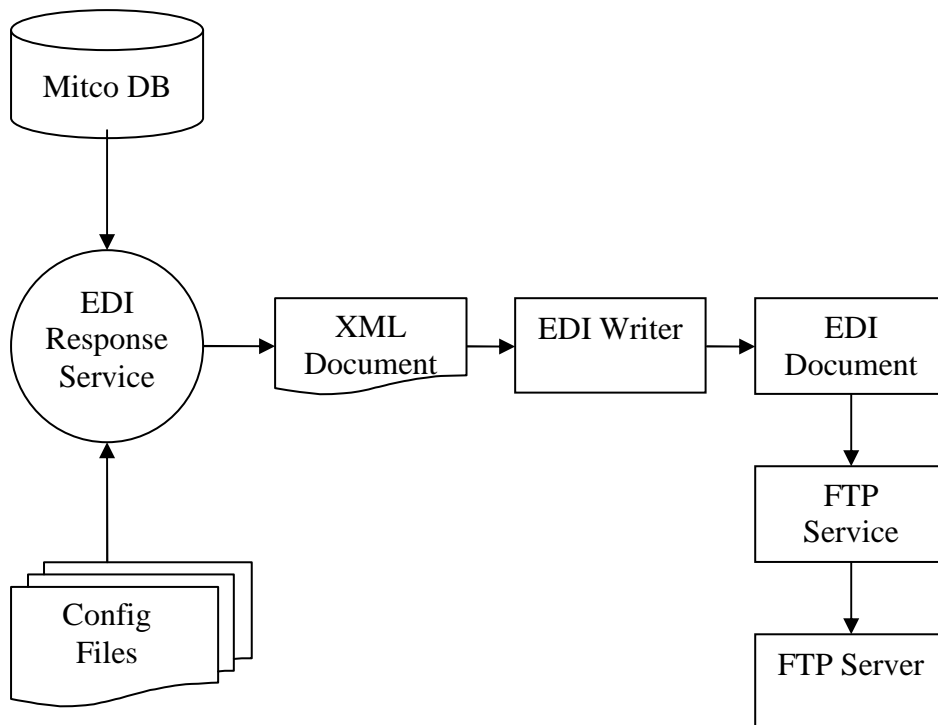 Mitco DB
EDI
Response
Service
XML
Document
EDI Writer
EDI
Document
FTP
Service
Config
Files
FTP Server